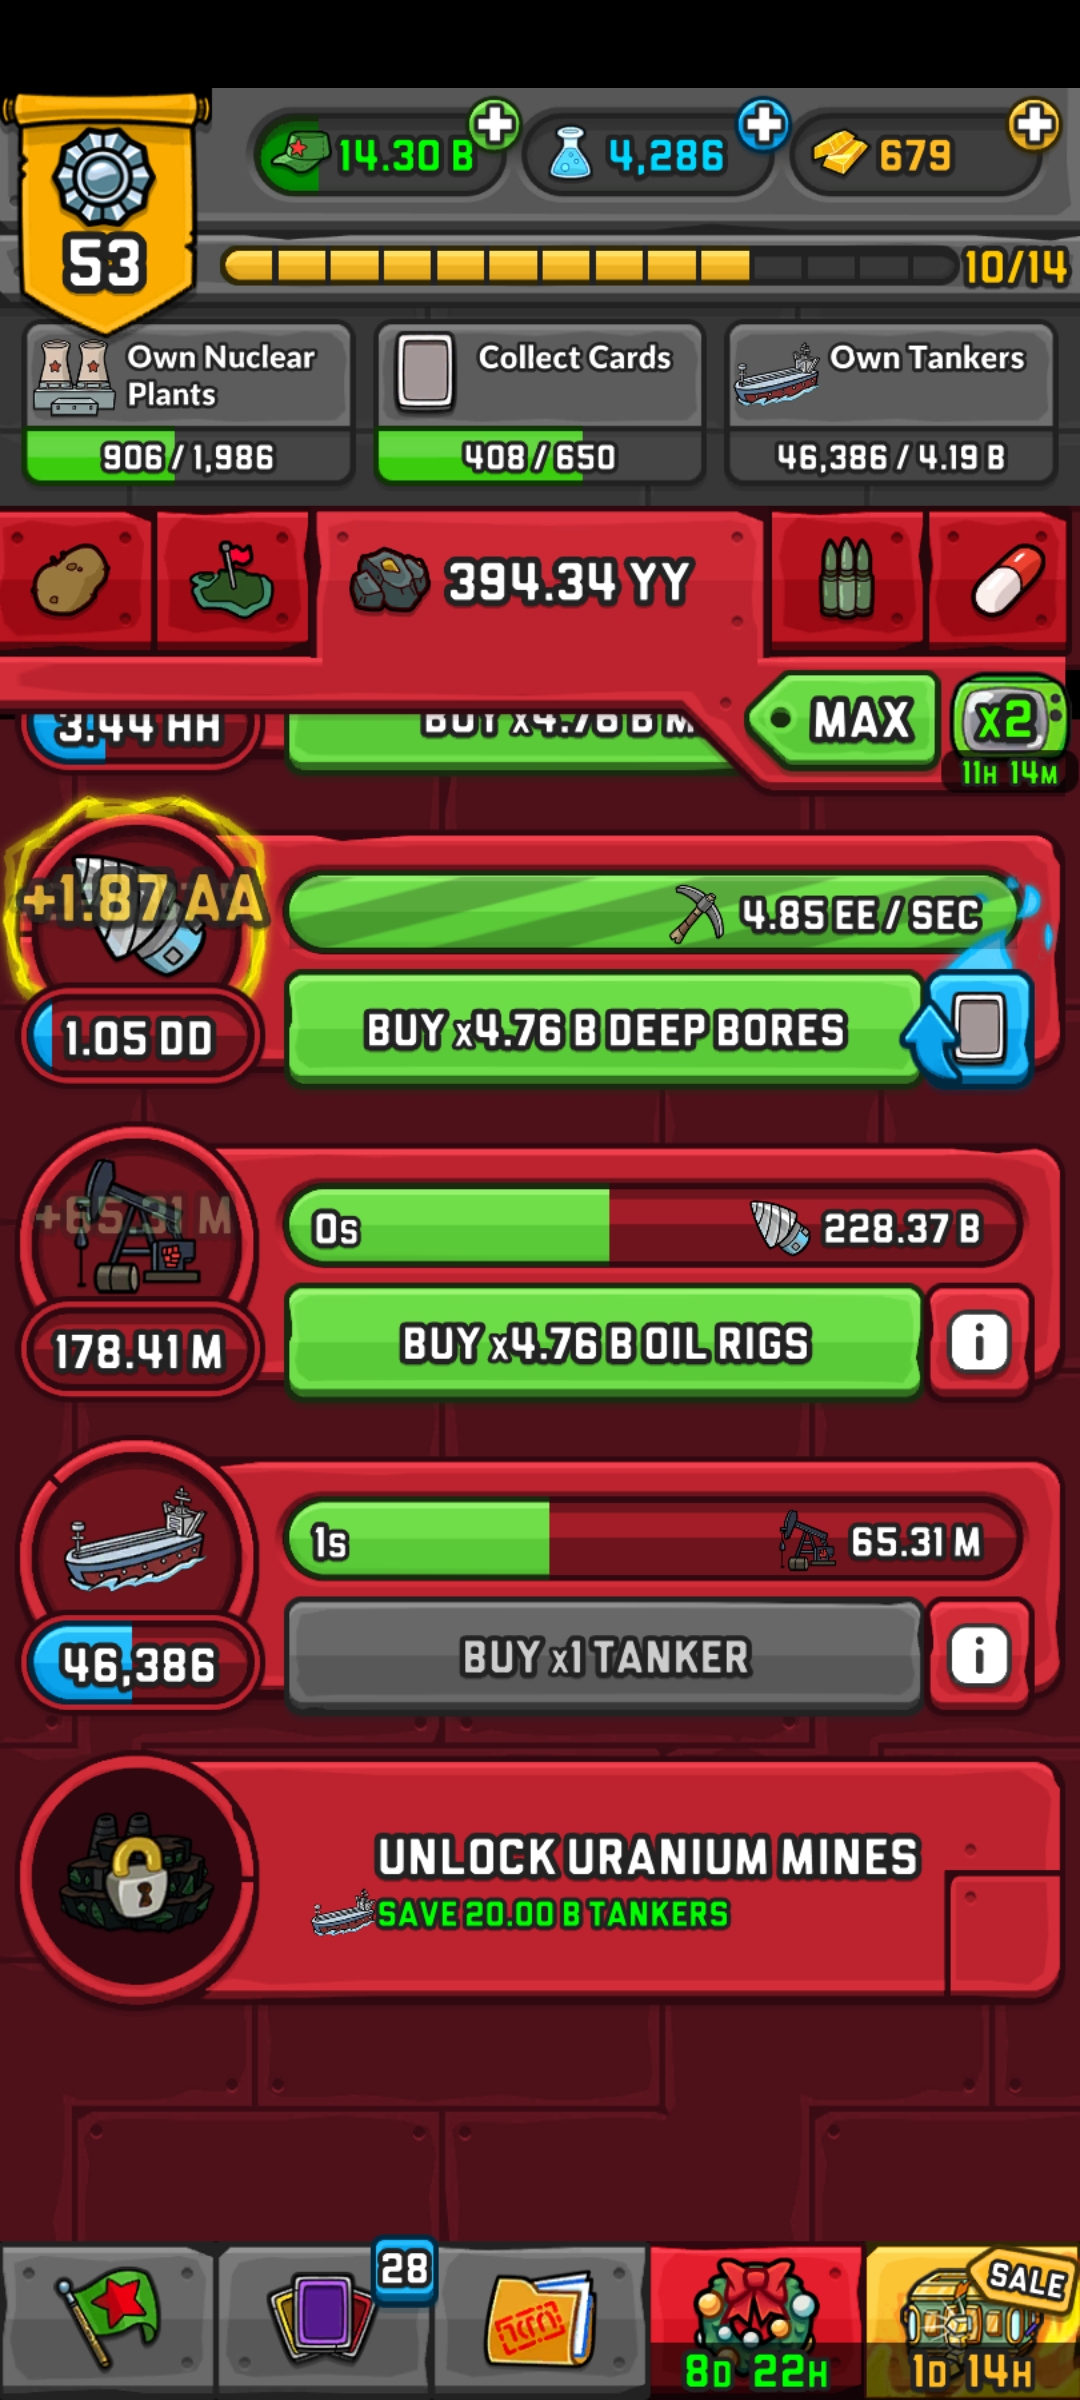 14.30 B
4,286
679
53
10/14
Own Nuclear
Plants
906/1,986
Collect Cards
408/650
Own Tankers
46,386/4.19 B
394.34 YY
MAX
x2
11H 14M
3.44 HH
BUY x4.76 B M
+1.87 AA
4.85 EE / SEC
1.05 DD
BUY x4.76 B DEEP BORES
+65.31 M
0s
228.37 B
178.41 M
BUY x4.76 B OIL RIGS
i
1s
65.31 M
46,386
BUY x1 TANKER
i
UNLOCK URANIUM MINES
SAVE 20.00 B TANKERS
28
SALE
8D 22H
1D 14H